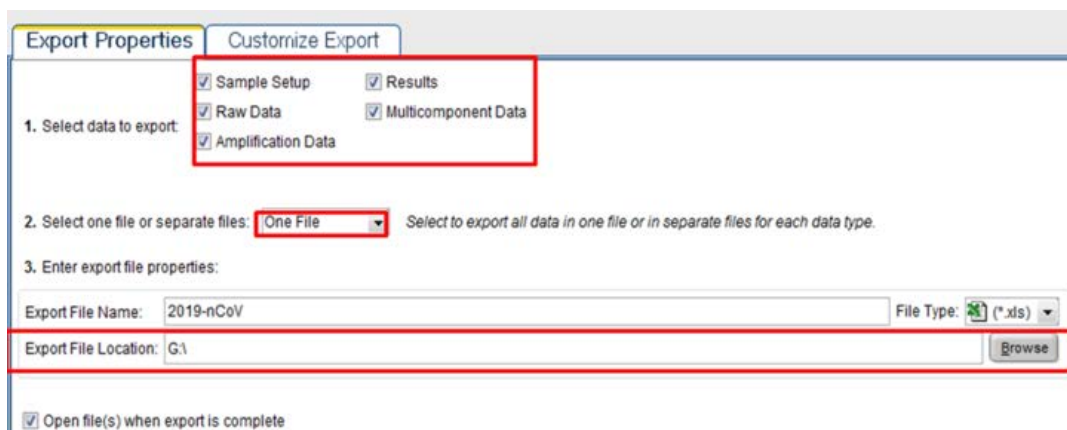 Export Properties Customize Export
Sample Setup Results
Raw Data Multicomponent Data
1. Select data to export:
Amplification Data
2. Select one file or separate files: One File Select to export all data in one file or in separate files for each data type.
3. Enter export file properties:
Export File Name: 2019-nCoV File Type: (*.xls)
Export File Location: G:\ Browse
Open file(s) when export is complete